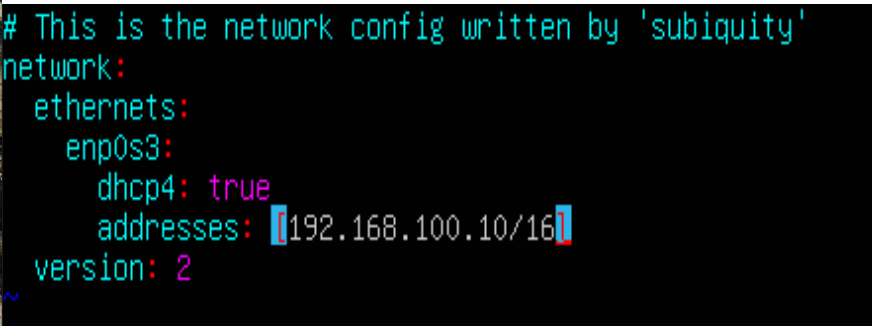 # This is the network config written by 'subiquity'
network:
  ethernets:
    enp0s3:
      dhcp4: true
      addresses: [192.168.100.10/16]
  version: 2
~